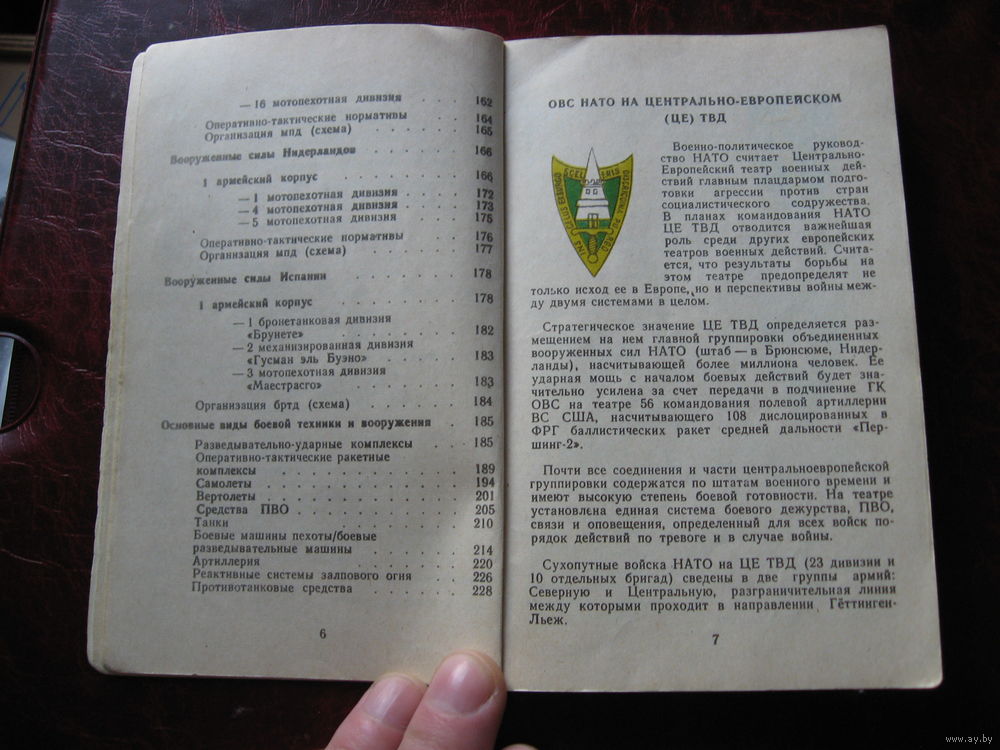 — 16 мотопехотная дивизия . . . . 162
Оперативно-тактические нормативы . . . . 164
Организация мпд (схема) . . . . . 165
Вооруженные силы Нидерландов . . . . . 166
1 армейский корпус . . . . . . 166
— 1 мотопехотная дивизия . . . . 172
— 4 мотопехотная дивизия . . . . 173
— 5 мотопехотная дивизия . . . . 175
Оперативно-тактические нормативы . . . . 176
Организация мпд (схема) . . . . . 177
Вооруженные силы Испании . . . . . . 178
1 армейский корпус . . . . . . 178
— 1 бронетанковая дивизия
«Брунете» . . . . . . . 182
— 2 механизированная дивизия
«Гусман эль Буэно» . . . . . 183
— 3 мотопехотная дивизия
«Маестрасго» . . . . . . 183
Организация бртд (схема) . . . . . 184
Основные виды боевой техники и вооружения . 185
Разведывательно-ударные комплексы . . 185
Оперативно-тактические ракетные
комплексы . . . . . . . . 189
Самолеты . . . . . . . . . 194
Вертолеты . . . . . . . . . 201
Средства ПВО . . . . . . . . 205
Танки . . . . . . 210
Боевые машины пехоты/боевые
разведывательные машины . . . . . 214
Артиллерия . . . . . . . . 220
Реактивные системы залпового огня . . . 226
Противотанковые средства . . . . . 228
6
ОВС НАТО НА ЦЕНТРАЛЬНО-ЕВРОПЕЙСКОМ
(ЦЕ) ТВД
Военно-политическое руковод-
ство НАТО считает Центрально-
Европейский театр военных дей-
ствий главным плацдармом подго-
товки агрессии против стран
социалистического содружества.
В планах командования НАТО
ЦЕ ТВД отводится важнейшая
роль среди других европейских
театров военных действий. Счита-
ется, что результаты борьбы на
этом театре предопределят не
только исход ее в Европе, но и перспективы войны меж-
ду двумя системами в целом.
Стратегическое значение ЦЕ ТВД определяется раз-
мещением на нем главной группировки объединенных
вооруженных сил НАТО (штаб — в Брюнсюме, Нидер-
ланды), насчитывающей более миллиона человек. Ее
ударная мощь с началом боевых действий будет зна-
чительно усилена за счет передачи в подчинение ГК
ОВС на театре 56 командования полевой артиллерии
ВС США, насчитывающего 108 дислоцированных в
ФРГ баллистических ракет средней дальности «Пер-
шинг-2».
Почти все соединения и части центральноевропейской
группировки содержатся по штатам военного времени и
имеют высокую степень боевой готовности. На театре
установлена единая система боевого дежурства, ПВО,
связи и оповещения, определенный для всех войск по-
рядок действий по тревоге и в случае войны.
Сухопутные войска НАТО на ЦЕ ТВД (23 дивизии и
10 отдельных бригад) сведены в две группы армий:
Северную и Центральную, разграничительная линия
между которыми проходит в направлении Гёттинген-
Льеж.
7
www.ay.by